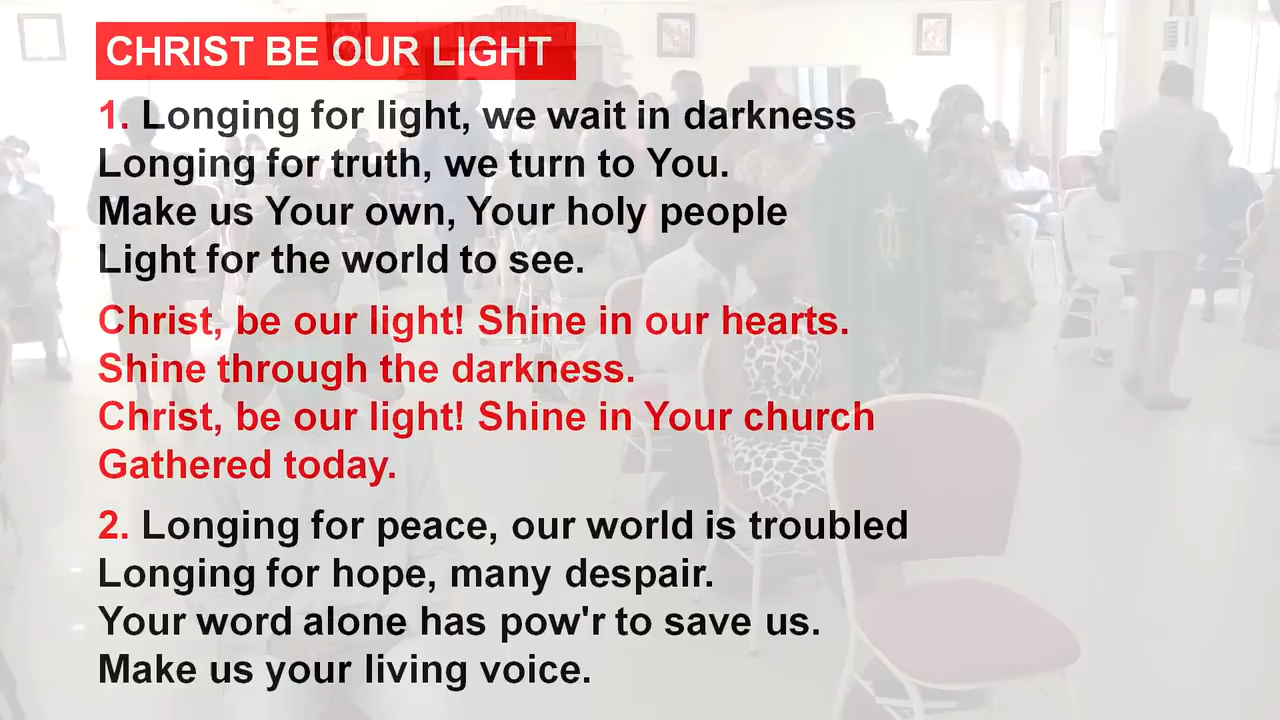 CHRIST BE OUR LIGHT
1. Longing for light, we wait in darkness
Longing for truth, we turn to You.
Make us Your own, Your holy people
Light for the world to see.
Christ, be our light! Shine in our hearts.
Shine through the darkness.
Christ, be our light! Shine in Your church
Gathered today.
2. Longing for peace, our world is troubled
Longing for hope, many despair.
Your word alone has pow'r to save us.
Make us your living voice.